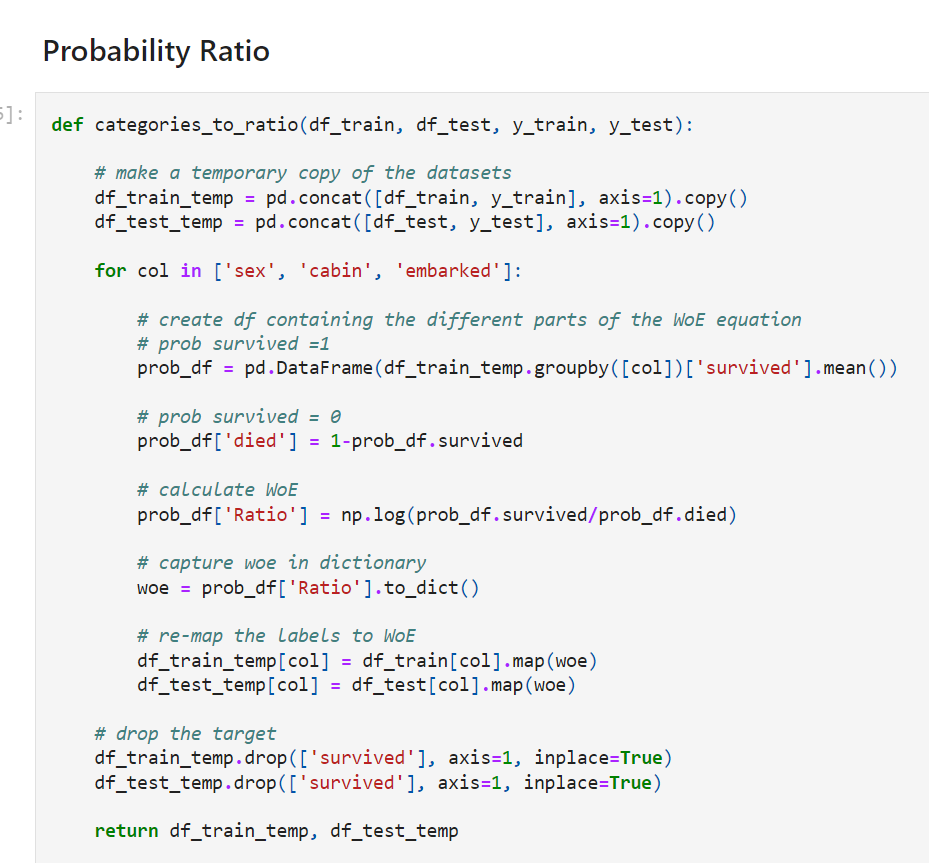 Probability Ratio
]:
def categories_to_ratio(df_train, df_test, y_train, y_test):
    # make a temporary copy of the datasets
    df_train_temp = pd.concat([df_train, y_train], axis=1).copy()
    df_test_temp = pd.concat([df_test, y_test], axis=1).copy()
    for col in ['sex', 'cabin', 'embarked']:
        # create df containing the different parts of the WoE equation
        # prob survived =1
        prob_df = pd.DataFrame(df_train_temp.groupby([col])['survived'].mean())
        # prob survived = 0
        prob_df['died'] = 1-prob_df.survived
        # calculate WoE
        prob_df['Ratio'] = np.log(prob_df.survived/prob_df.died)
        # capture woe in dictionary
        woe = prob_df['Ratio'].to_dict()
        # re-map the labels to WoE
        df_train_temp[col] = df_train[col].map(woe)
        df_test_temp[col] = df_test[col].map(woe)
    # drop the target
    df_train_temp.drop(['survived'], axis=1, inplace=True)
    df_test_temp.drop(['survived'], axis=1, inplace=True)
    return df_train_temp, df_test_temp